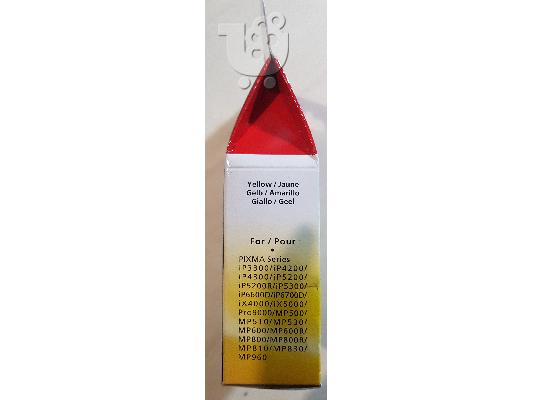 Yellow / Jaune
Gelb / Amarillo
Giallo / Geel
For / Pour :
•
PIXMA Series
iP3300/iP4200/
iP4300/iP5200/
iP5200R/iP5300/
iP6600D/iP6700D/
iX4000/iX5000/
Pro9000/MP500/
MP510/MP530/
MP600/MP600R/
MP800/MP800R/
MP810/MP830/
MP960